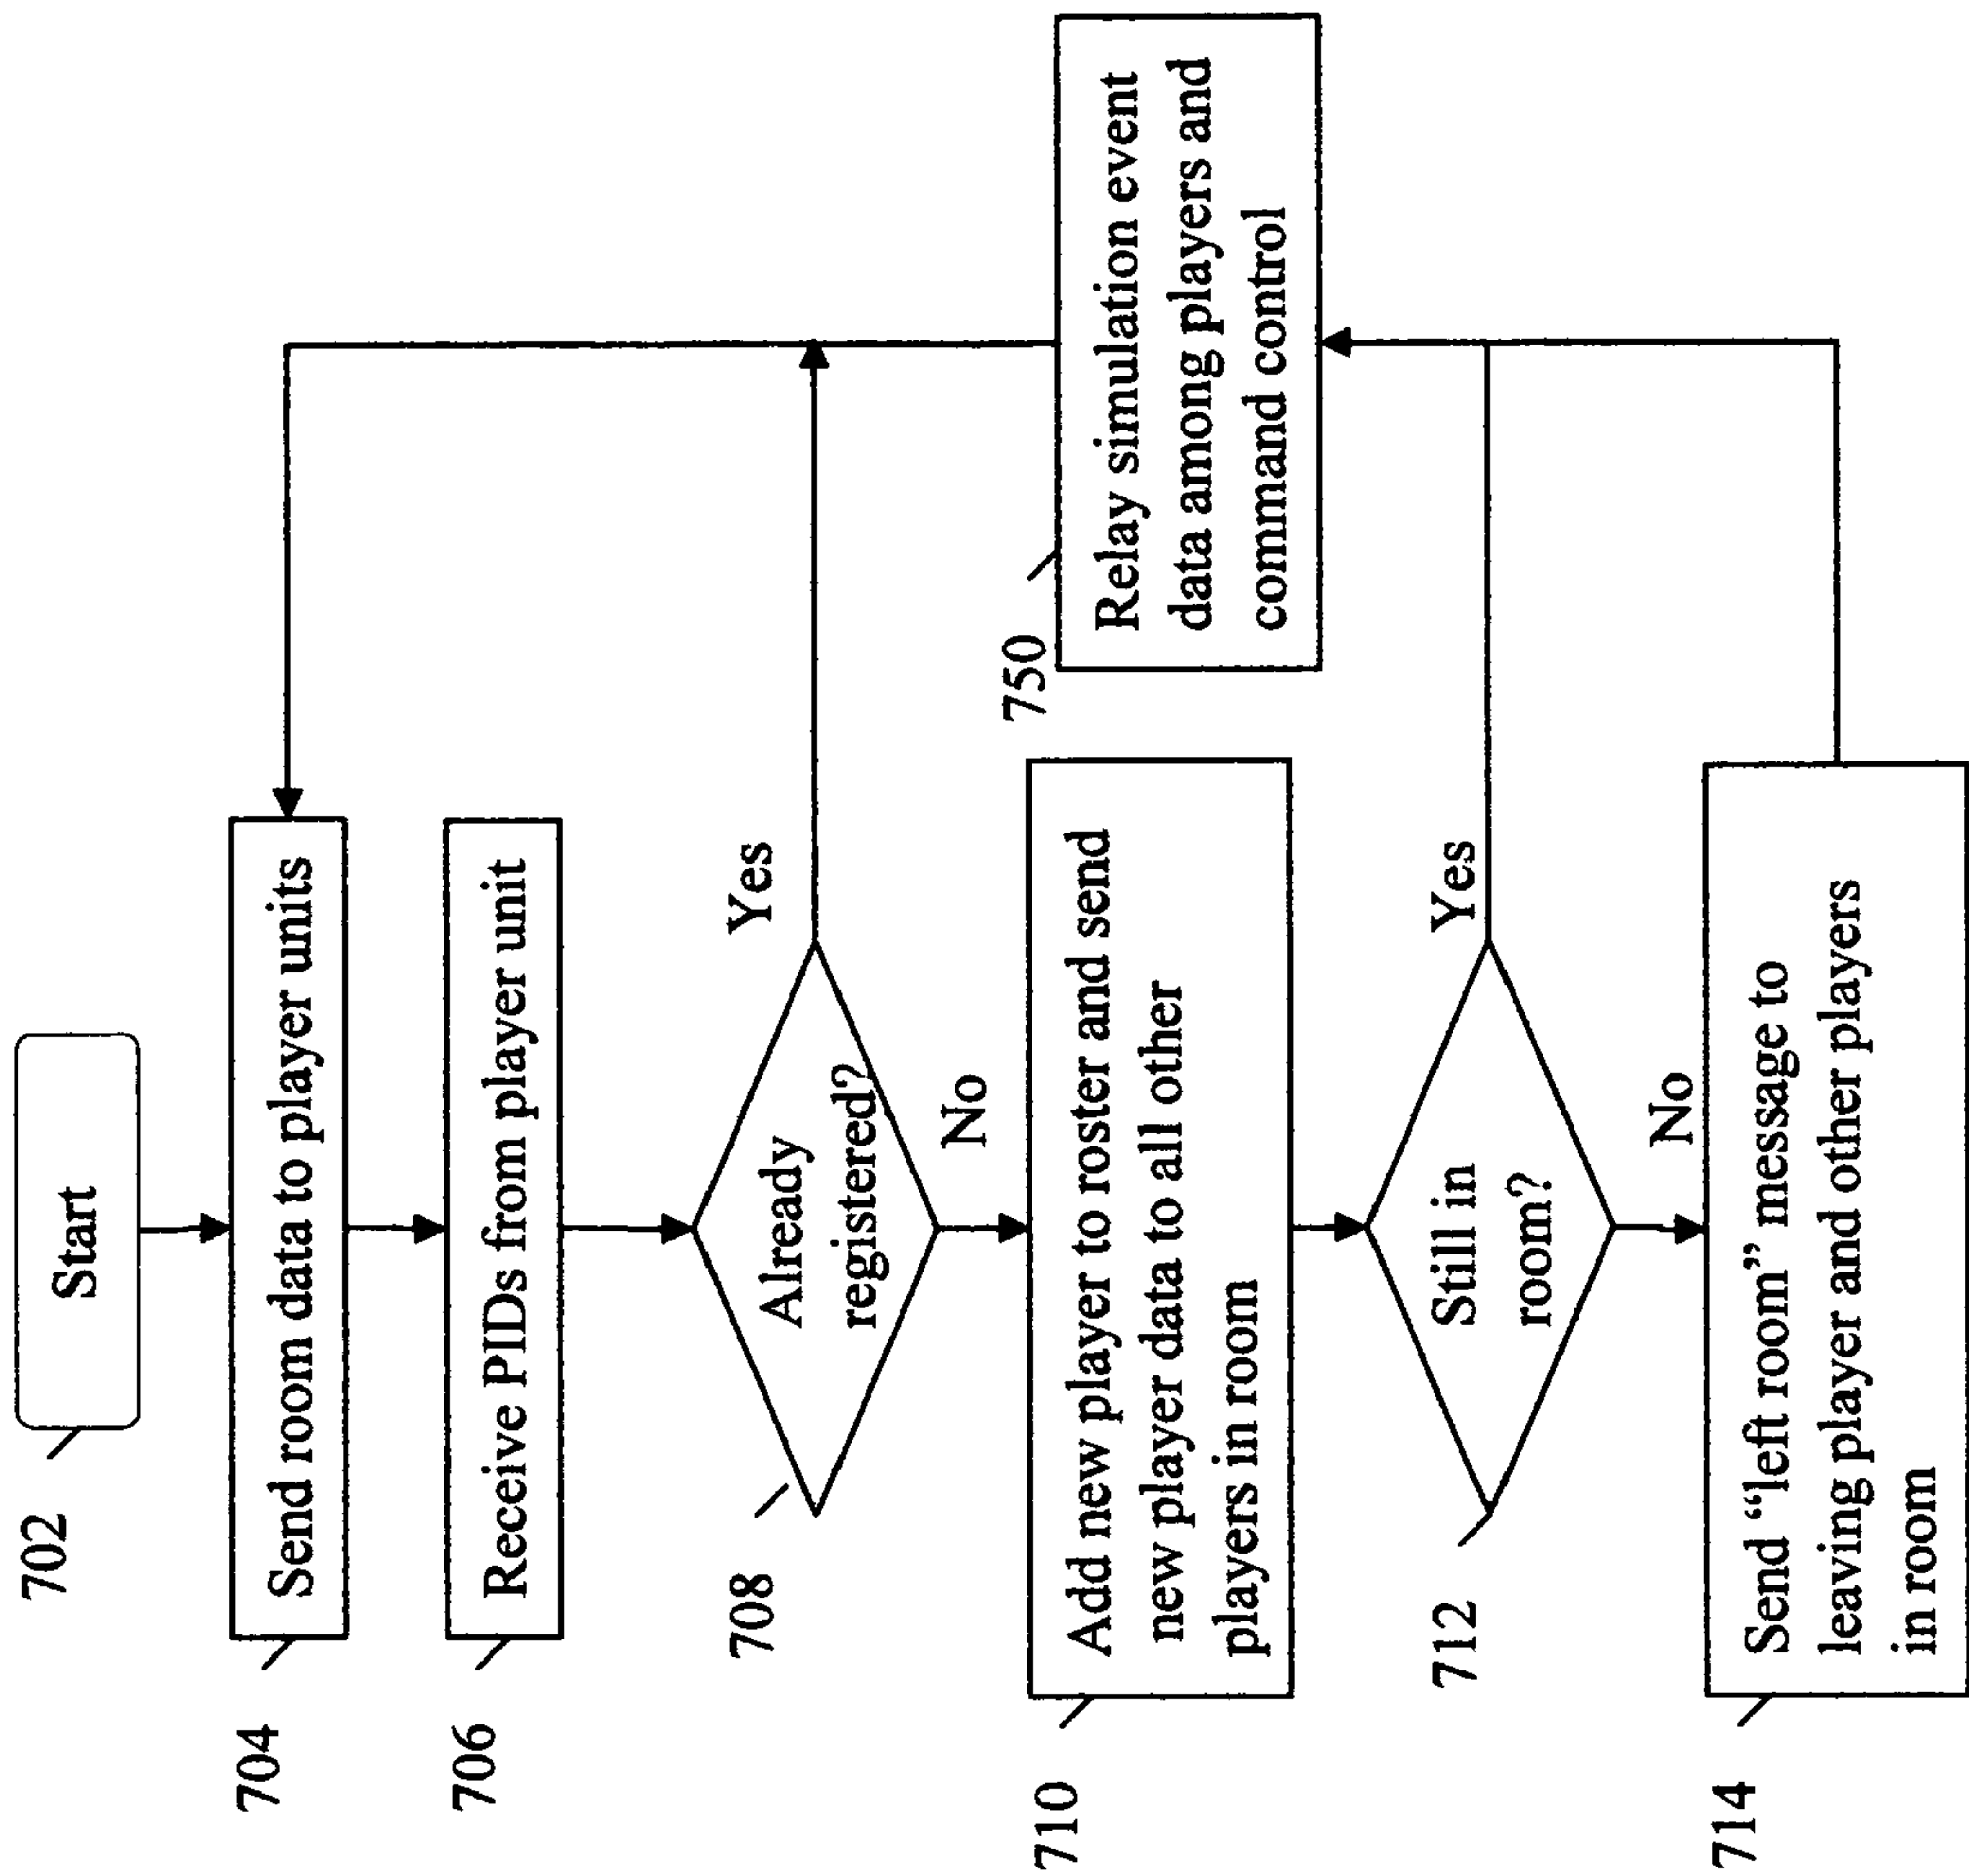 702
Start
704
Send room data to player units
706
Receive PIDs from player unit
708
Already
registered?
Yes
No
710
Add new player to roster and send
new player data to all other
players in room
750
Relay simulation event
data among players and
command control
712
Still in
room?
Yes
No
714
Send “left room” message to
leaving player and other players
in room